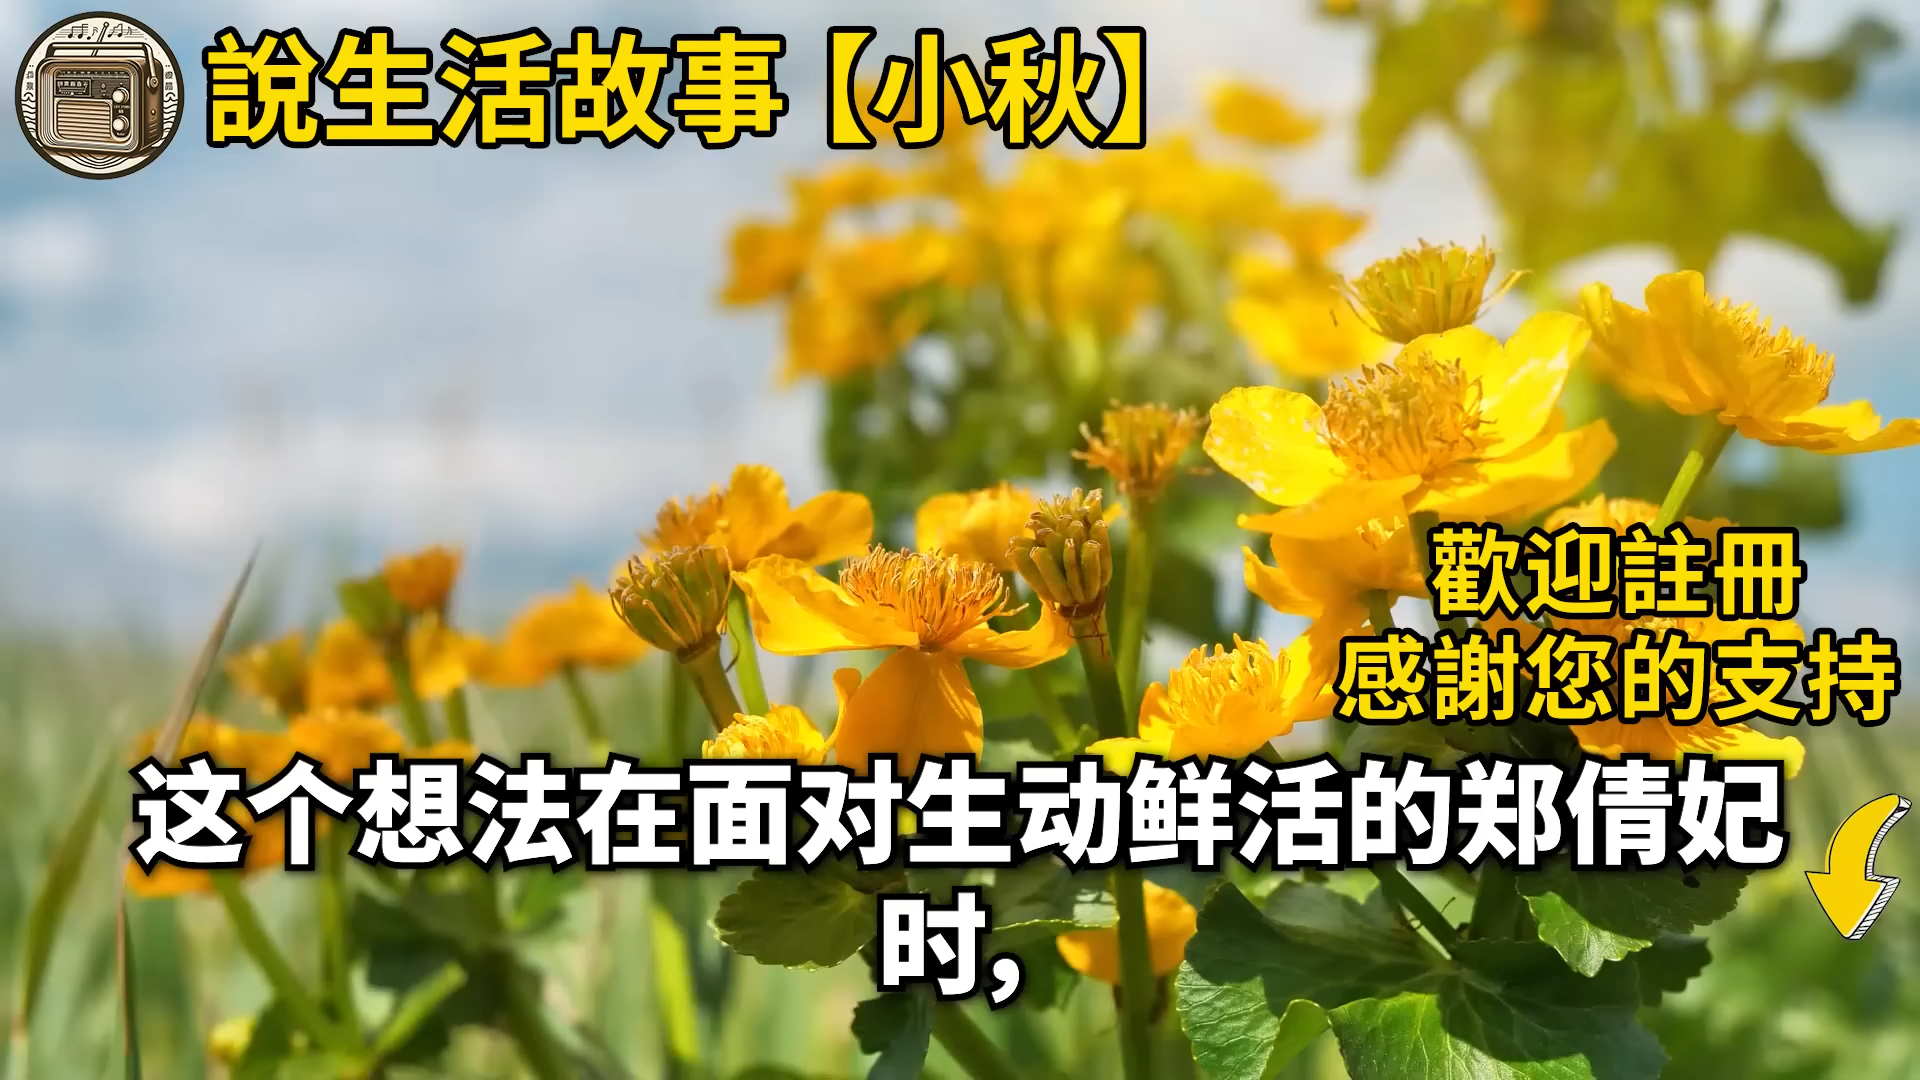 說生活故事【小秋】
歡迎註冊
感謝您的支持
这个想法在面对生动鲜活的郑倩妃
时,